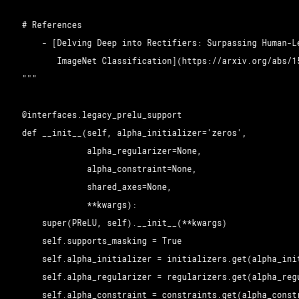 # References
- [Delving Deep into Rectifiers: Surpassing Human-Le
ImageNet Classification](https://arxiv.org/abs/15
"""
@interfaces.legacy_prelu_support
def __init__(self, alpha_initializer='zeros',
alpha_regularizer=None,
alpha_constraint=None,
shared_axes=None,
**kwargs):
super(PReLU, self).__init__(**kwargs)
self.supports_masking = True
self.alpha_initializer = initializers.get(alpha_init
self.alpha_regularizer = regularizers.get(alpha_regu
self.alpha_constraint = constraints.get(alpha_constr